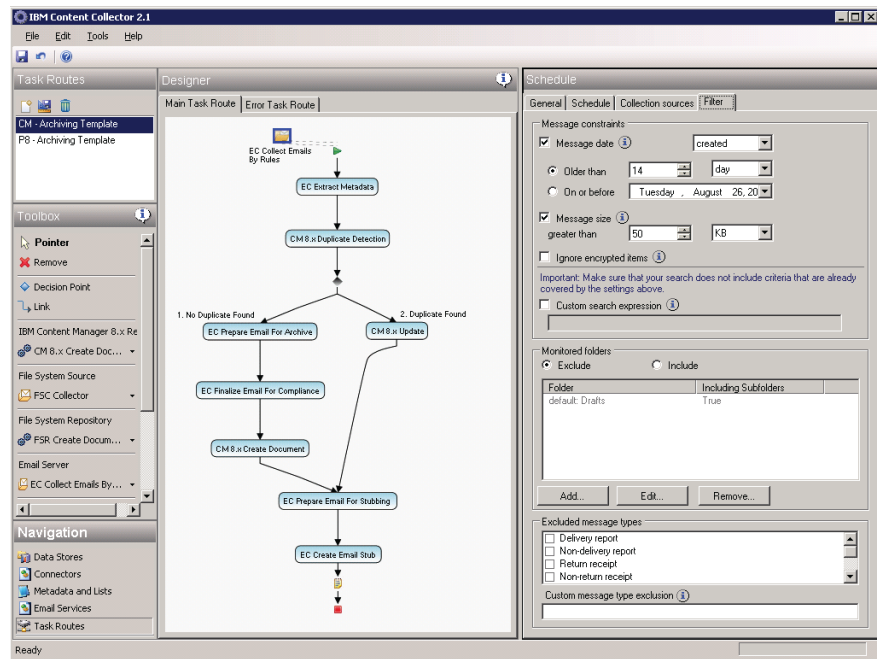 IBM Content Collector 2.1
File Edit Tools Help
Task Routes
CM - Archiving Template
P8 - Archiving Template
Toolbox
Pointer
Remove
Decision Point
Link
IBM Content Manager 8.x Re
CM 8.x Create Doc...
File System Source
FSC Collector
File System Repository
FSR Create Docum...
Email Server
EC Collect Emails By...
Navigation
Data Stores
Connectors
Metadata and Lists
Email Services
Task Routes
Ready
Designer
Main Task Route Error Task Route
EC Collect Emails
By Rules
EC Extract Metadata
CM 8.x Duplicate Detection
1. No Duplicate Found 2. Duplicate Found
EC Prepare Email For Archive CM 8.x Update
EC Finalize Email For Compliance
CM 8.x Create Document
EC Prepare Email For Stubbing
EC Create Email Stub
Schedule
General Schedule Collection sources Filter
Message constraints
Message date created
Older than 14 day
On or before Tuesday , August 26, 20
Message size
greater than 50 KB
Ignore encrypted items
Important: Make sure that your search does not include criteria that are already
covered by the settings above.
Custom search expression
Monitored folders
Exclude Include
Folder Including Subfolders
default: Drafts True
Add... Edit... Remove...
Excluded message types
Delivery report
Non-delivery report
Return receipt
Non-return receipt
Custom message type exclusion